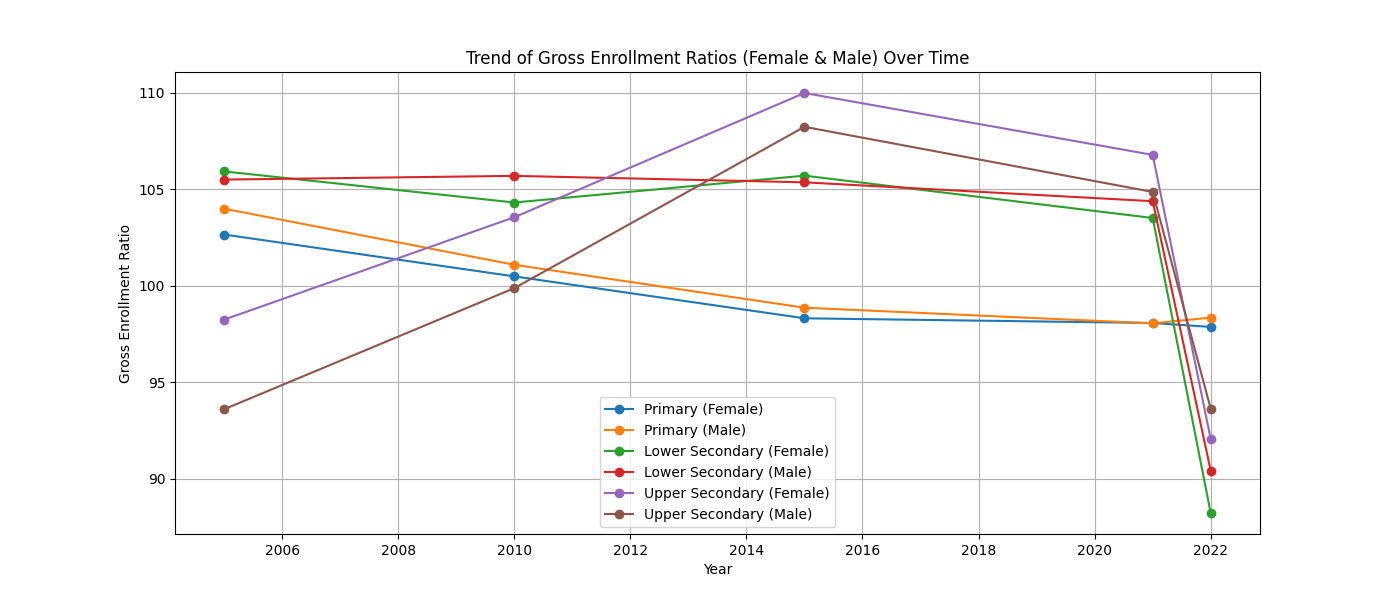 Trend of Gross Enrollment Ratios (Female & Male) Over Time
Gross Enrollment Ratio
110
105
100
95
90
Primary (Female)
Primary (Male)
Lower Secondary (Female)
Lower Secondary (Male)
Upper Secondary (Female)
Upper Secondary (Male)
2006 2008 2010 2012 2014 2016 2018 2020 2022
Year